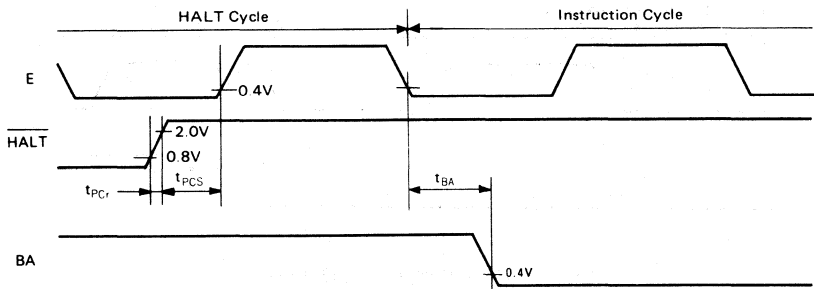 HALT Cycle
Instruction Cycle
E
0.4V
HALT
2.0V
0.8V
tPCr
tPCS
tBA
BA
0.4V